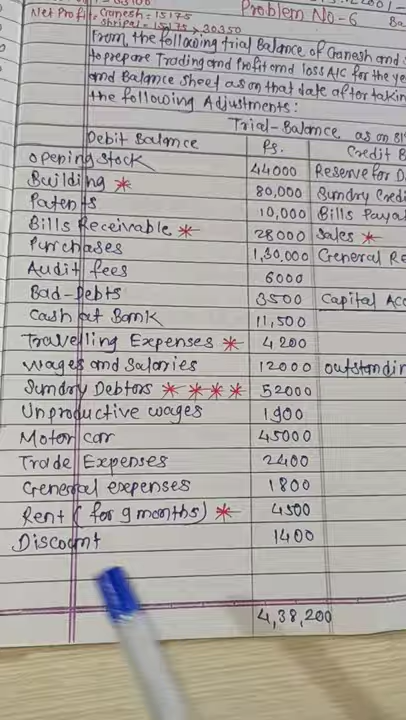 Net Profit: Ganesh = 15175
Shripal = 15175 > 30,350
Problem No-6
From the following trial Balance of Ganesh and S
to prepare Trading and Profit and loss A/C for the ye
and Balance sheet as on that date after takin
the following Adjustments:
Trial-Balance as on 31
Debit Balance Rs. Credit B
Opening stock 44000 Reserve for D
Building * 80,000 Sundry Credi
Patents 10,000 Bills Paya
Bills Receivable * 28000 Sales *
Purchases 1,30,000 General Re
Audit fees 6000
Bad-Debts 3500 Capital Acc
Cash at Bank 11,500
Travelling Expenses * 4200
Wages and Salaries 12000 outstandin
Sundry Debtors * * * * 52000
Unproductive wages 1900
Motor car 45000
Trade Expenses 2400
General expenses 1800
Rent (for 9 months) * 4500
Discount 1400
4,38,200